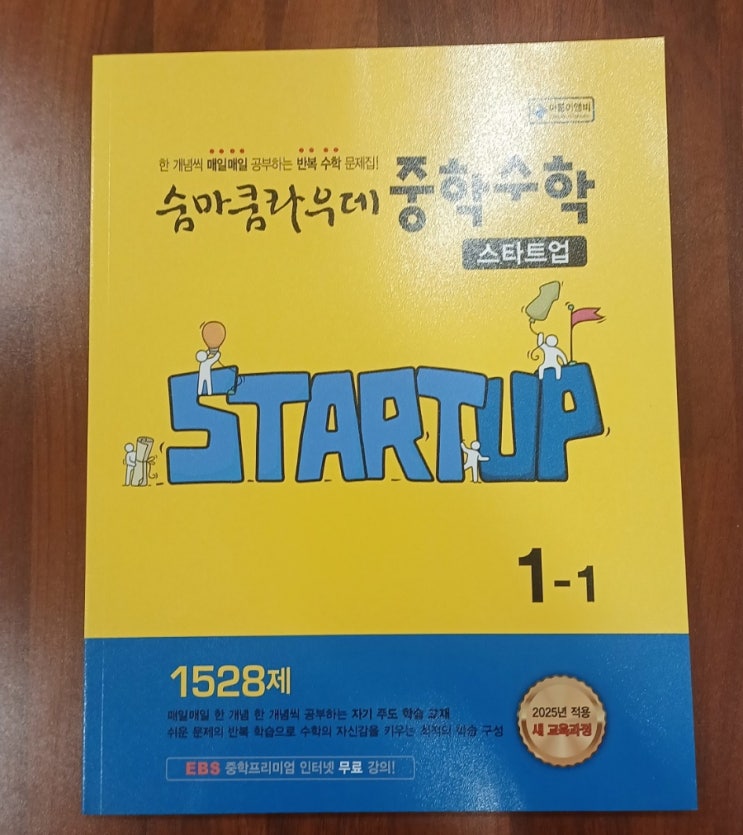 이룸이앤비
한 개념씩 매일매일 공부하는 반복 수학 문제집!
숨마쿰라우데 중학수학
스타트업
STARTUP
1-1
1528제
매일매일 한 개념 한 개념씩 공부하는 자기 주도 학습 교재
쉬운 문제의 반복 학습으로 수학의 자신감을 키우는 최적의 학습 구성
2025년 적용
새 교육과정
EBS 중학프리미엄 인터넷 무료 강의!